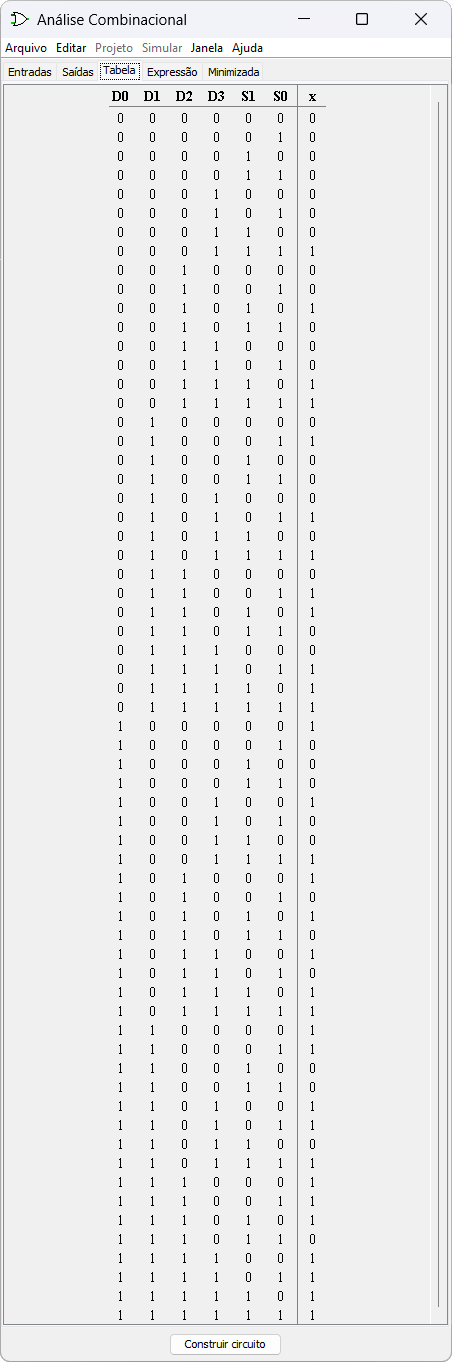 Análise Combinacional
Arquivo Editar Projeto Simular Janela Ajuda
Entradas Saídas Tabela Expressão Minimizada
D0 D1 D2 D3 S1 S0 x
0 0 0 0 0 0 0
0 0 0 0 0 1 0
0 0 0 0 1 0 0
0 0 0 0 1 1 0
0 0 0 1 0 0 0
0 0 0 1 0 1 0
0 0 0 1 1 0 0
0 0 0 1 1 1 1
0 0 1 0 0 0 0
0 0 1 0 0 1 0
0 0 1 0 1 0 1
0 0 1 0 1 1 0
0 0 1 1 0 0 0
0 0 1 1 0 1 0
0 0 1 1 1 0 1
0 0 1 1 1 1 1
0 1 0 0 0 0 0
0 1 0 0 0 1 1
0 1 0 0 1 0 0
0 1 0 0 1 1 0
0 1 0 1 0 0 0
0 1 0 1 0 1 1
0 1 0 1 1 0 0
0 1 0 1 1 1 1
0 1 1 0 0 0 0
0 1 1 0 0 1 1
0 1 1 0 1 0 1
0 1 1 0 1 1 0
0 1 1 1 0 0 0
0 1 1 1 0 1 1
0 1 1 1 1 0 1
0 1 1 1 1 1 1
1 0 0 0 0 0 1
1 0 0 0 0 1 0
1 0 0 0 1 0 0
1 0 0 0 1 1 0
1 0 0 1 0 0 1
1 0 0 1 0 1 0
1 0 0 1 1 0 0
1 0 0 1 1 1 1
1 0 1 0 0 0 1
1 0 1 0 0 1 0
1 0 1 0 1 0 1
1 0 1 0 1 1 0
1 0 1 1 0 0 1
1 0 1 1 0 1 0
1 0 1 1 1 0 1
1 0 1 1 1 1 1
1 1 0 0 0 0 1
1 1 0 0 0 1 1
1 1 0 0 1 0 0
1 1 0 0 1 1 0
1 1 0 1 0 0 1
1 1 0 1 0 1 1
1 1 0 1 1 0 0
1 1 0 1 1 1 1
1 1 1 0 0 0 1
1 1 1 0 0 1 1
1 1 1 0 1 0 1
1 1 1 0 1 1 0
1 1 1 1 0 0 1
1 1 1 1 0 1 1
1 1 1 1 1 0 1
1 1 1 1 1 1 1
Construir circuito